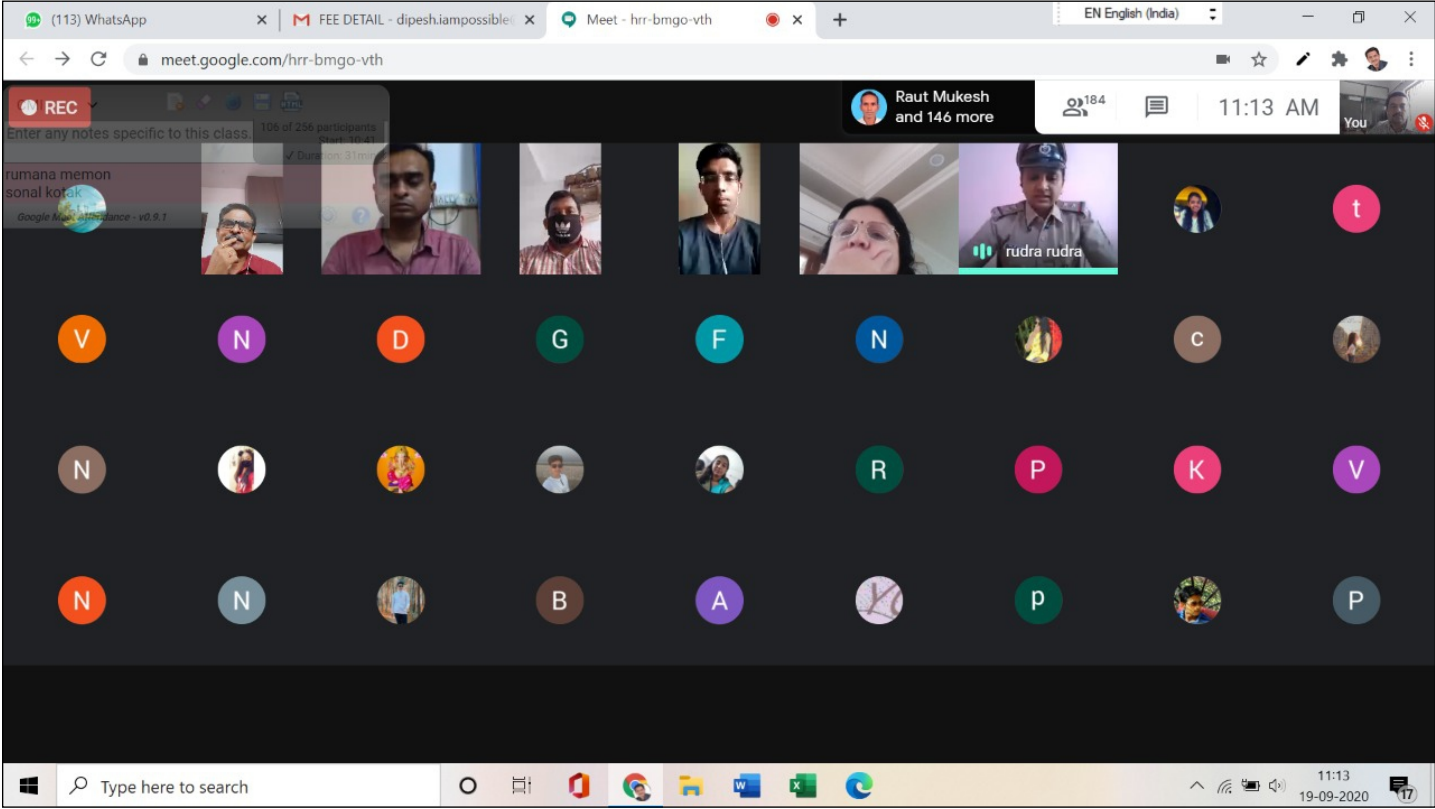 99+ (113) WhatsApp
FEE DETAIL - dipesh.iampossible
Meet - hrr-bmgo-vth
EN English (India)
meet.google.com/hrr-bmgo-vth
REC
Enter any notes specific to this class.
106 of 256 participants
Start: 10:41
✓ Duration: 31min
rumana memon
sonal kotak
Google Meet Attendance - v0.9.1
Raut Mukesh
and 146 more
184
11:13 AM
You
rudra rudra
t
V N D G F N c
N R P K V
N N B A p P
Type here to search
11:13
19-09-2020
17